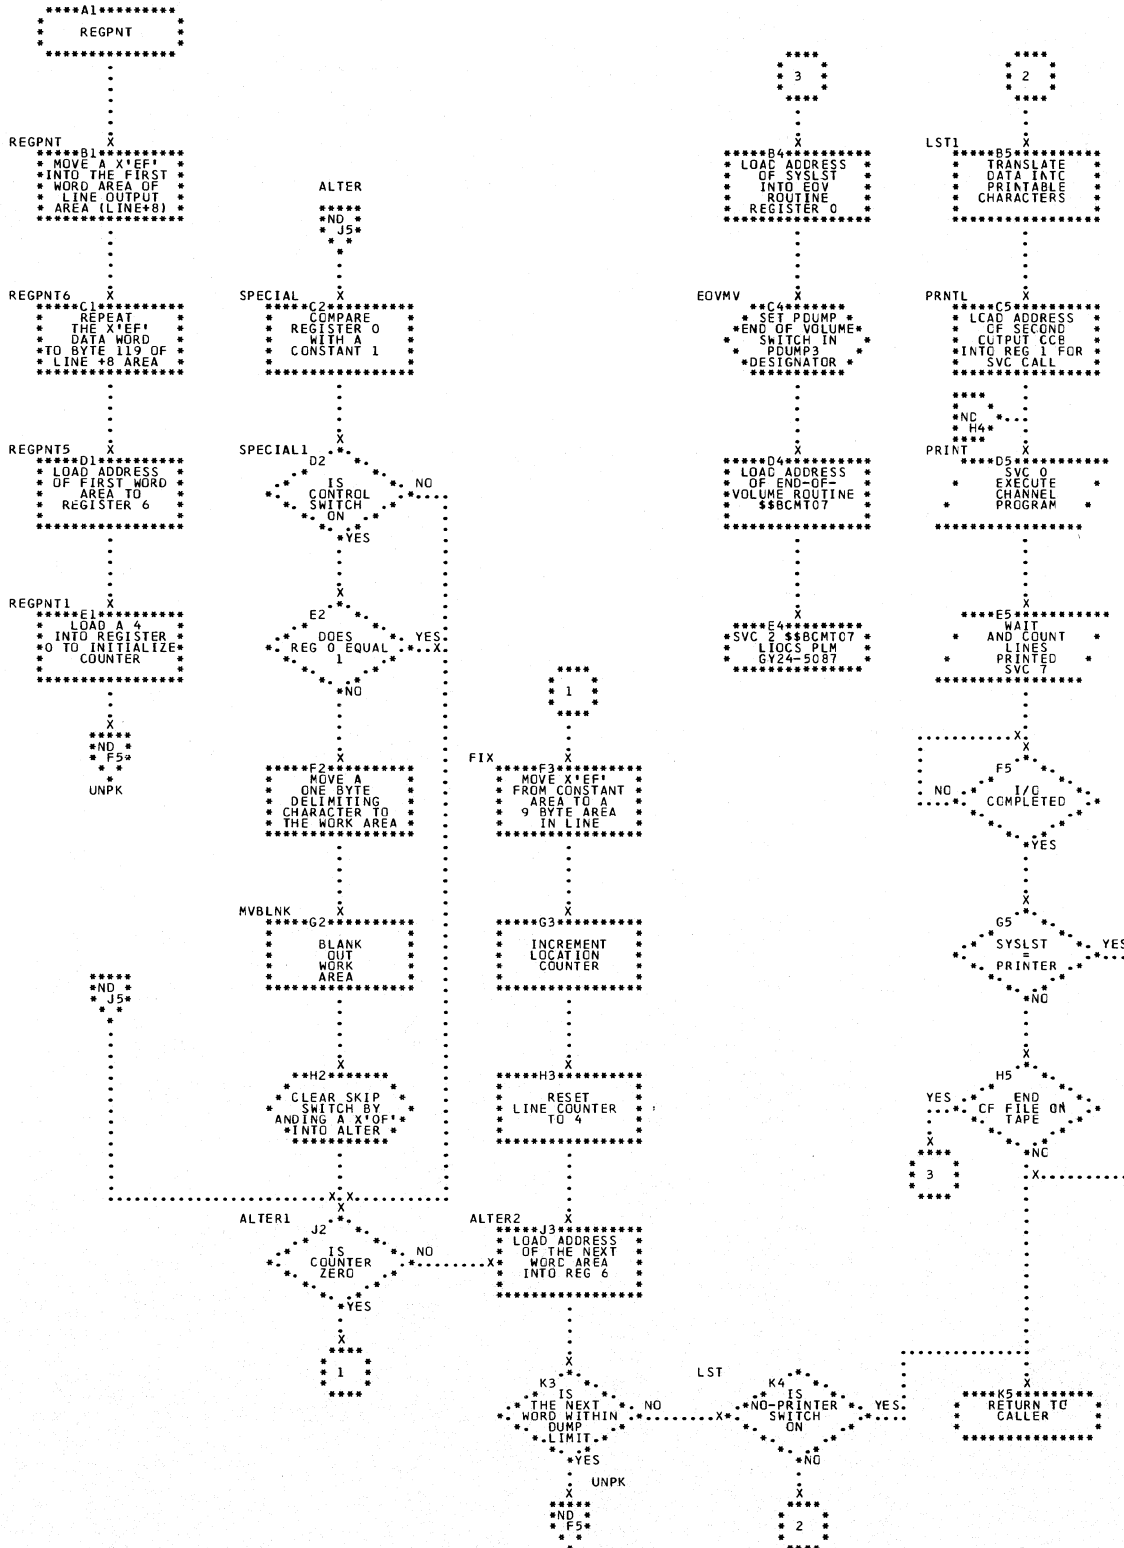 A1
REGPNT
REGPNT
B1
MOVE A X'EF'
INTO THE FIRST
WORD AREA OF
LINE OUTPUT
AREA (LINE+8)
REGPNT6
C1
REPEAT
THE X'EF'
DATA WORD
TO BYTE 119 OF
LINE +8 AREA
REGPNT5
D1
LOAD ADDRESS
OF FIRST WORD
AREA TO
REGISTER 6
REGPNT1
E1
LOAD A 4
INTO REGISTER
0 TO INITIALIZE
COUNTER
ND
F5
UNPK
ND
J5
ALTER
ND
J5
SPECIAL
C2
COMPARE
REGISTER 0
WITH A
CONSTANT 1
SPECIAL1
D2
IS
CONTROL
SWITCH
ON
NO
YES
E2
DOES
REG 0 EQUAL
1
YES
NO
F2
MOVE A
ONE BYTE
DELIMITING
CHARACTER TO
THE WORK AREA
MVBLNK
G2
BLANK
OUT
WORK
AREA
H2
CLEAR SKIP
SWITCH BY
ANDING A X'OF'
INTO ALTER
ALTER1
J2
IS
COUNTER
ZERO
NO
YES
1
1
FIX
F3
MOVE X'EF'
FROM CONSTANT
AREA TO A
9 BYTE AREA
IN LINE
G3
INCREMENT
LOCATION
COUNTER
H3
RESET
LINE COUNTER
TO 4
ALTER2
J3
LOAD ADDRESS
OF THE NEXT
WORD AREA
INTO REG 6
K3
IS
THE NEXT
WORD WITHIN
DUMP
LIMIT
NO
YES
UNPK
ND
F5
3
B4
LOAD ADDRESS
OF SYSLST
INTO EOV
ROUTINE
REGISTER 0
EOVMV
C4
SET PDUMP
END OF VOLUME
SWITCH IN
PDUMP3
DESIGNATOR
D4
LOAD ADDRESS
OF END-OF-
VOLUME ROUTINE
$$BCMT07
E4
SVC 2 $$BCMT07
LIOCS PLM
GY24-5087
LST
K4
IS
NO-PRINTER
SWITCH
ON
YES
NO
2
2
LST1
B5
TRANSLATE
DATA INTC
PRINTABLE
CHARACTERS
PRNTL
C5
LCAD ADDRESS
CF SECOND
CUTPUT CCB
INTO REG 1 FOR
SVC CALL
ND
H4
PRINT
D5
SVC 0
EXECUTE
CHANNEL
PROGRAM
E5
WAIT
AND COUNT
LINES
PRINTED
SVC 7
F5
I/O
COMPLETED
NO
YES
G5
SYSLST
=
PRINTER
YES
NO
H5
END
CF FILE ON
TAPE
YES
NC
3
K5
RETURN TO
CALLER